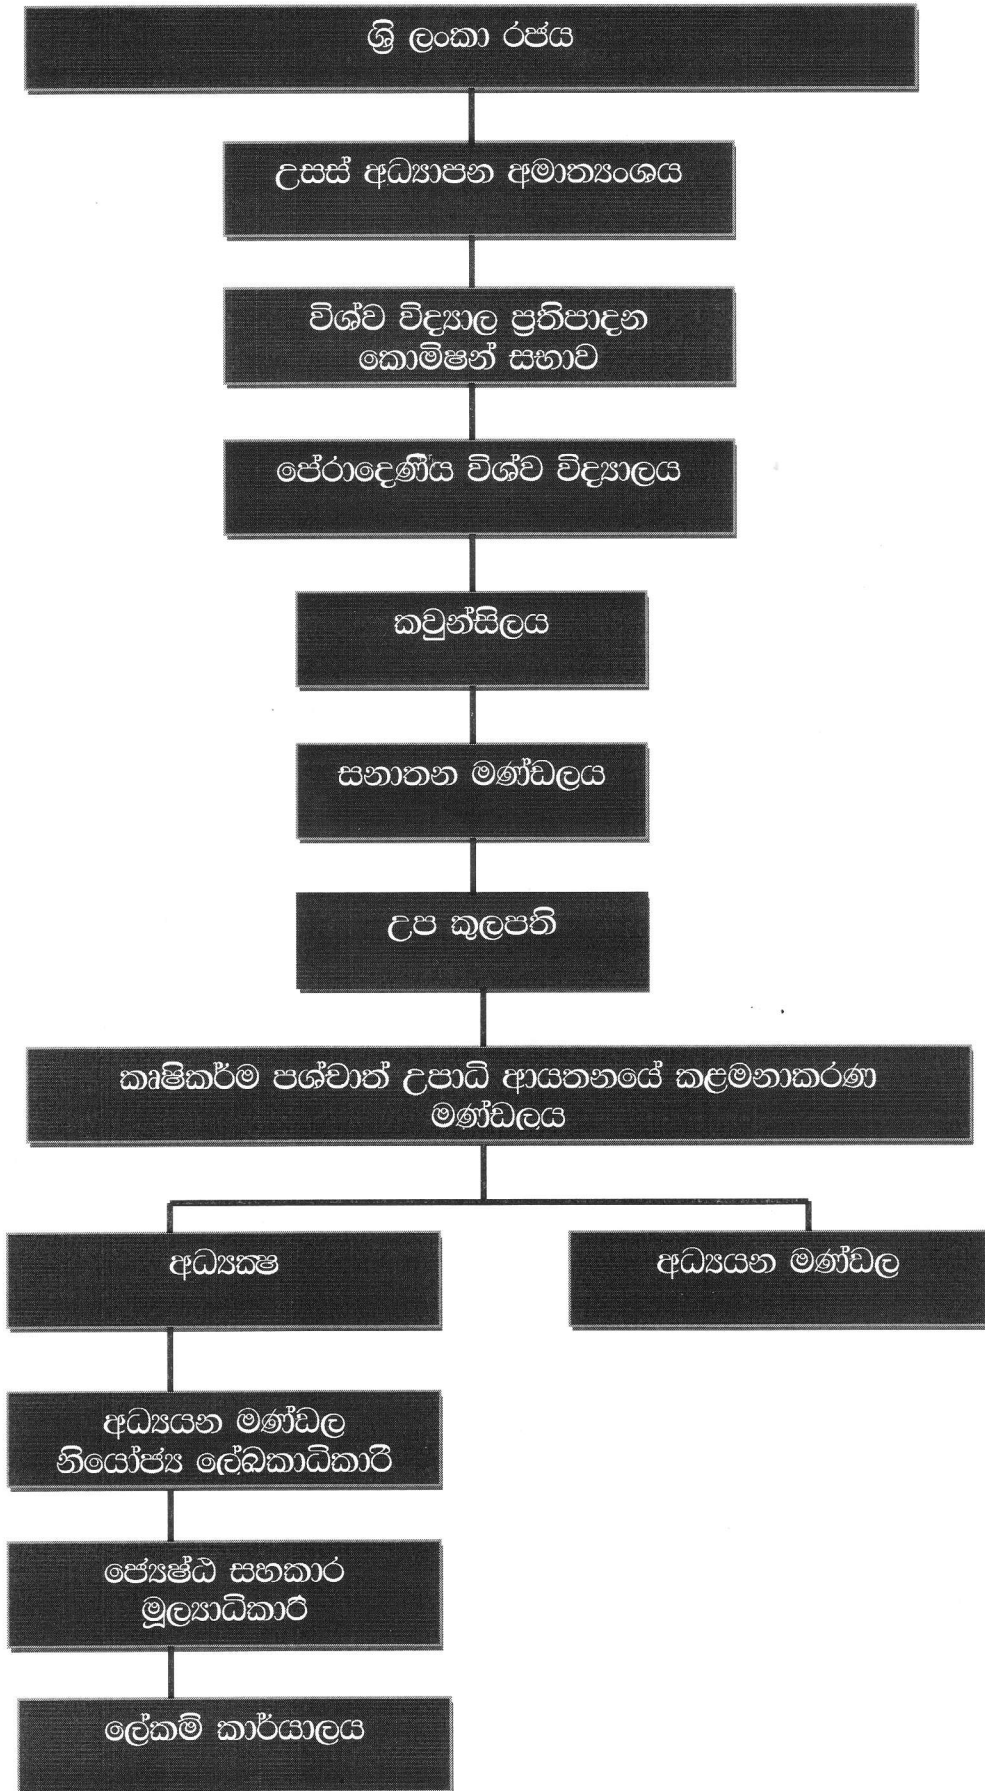 ශ්‍රි ලංකා රජය
උසස් අධ්‍යාපන අමාත්‍යංශය
විශ්ව විද්‍යාල ප්‍රතිපාදන
කොමිෂන් සභාව
පේරාදෙණිය විශ්ව විද්‍යාලය
කවුන්සිලය
සනාතන මණ්ඩලය
උප කුලපති
කෘෂිකර්ම පශ්චාත් උපාධි ආයතනයේ කළමනාකරණ
මණ්ඩලය
අධ්‍යක්‍ෂ
අධ්‍යයන මණ්ඩල
අධ්‍යයන මණ්ඩල
නියෝජ්‍ය ලේඛකාධිකාරි
ජ්‍යෙෂ්ඨ සහකාර
මූල්‍යාධිකාරි
ලේකම් කාර්යාලය